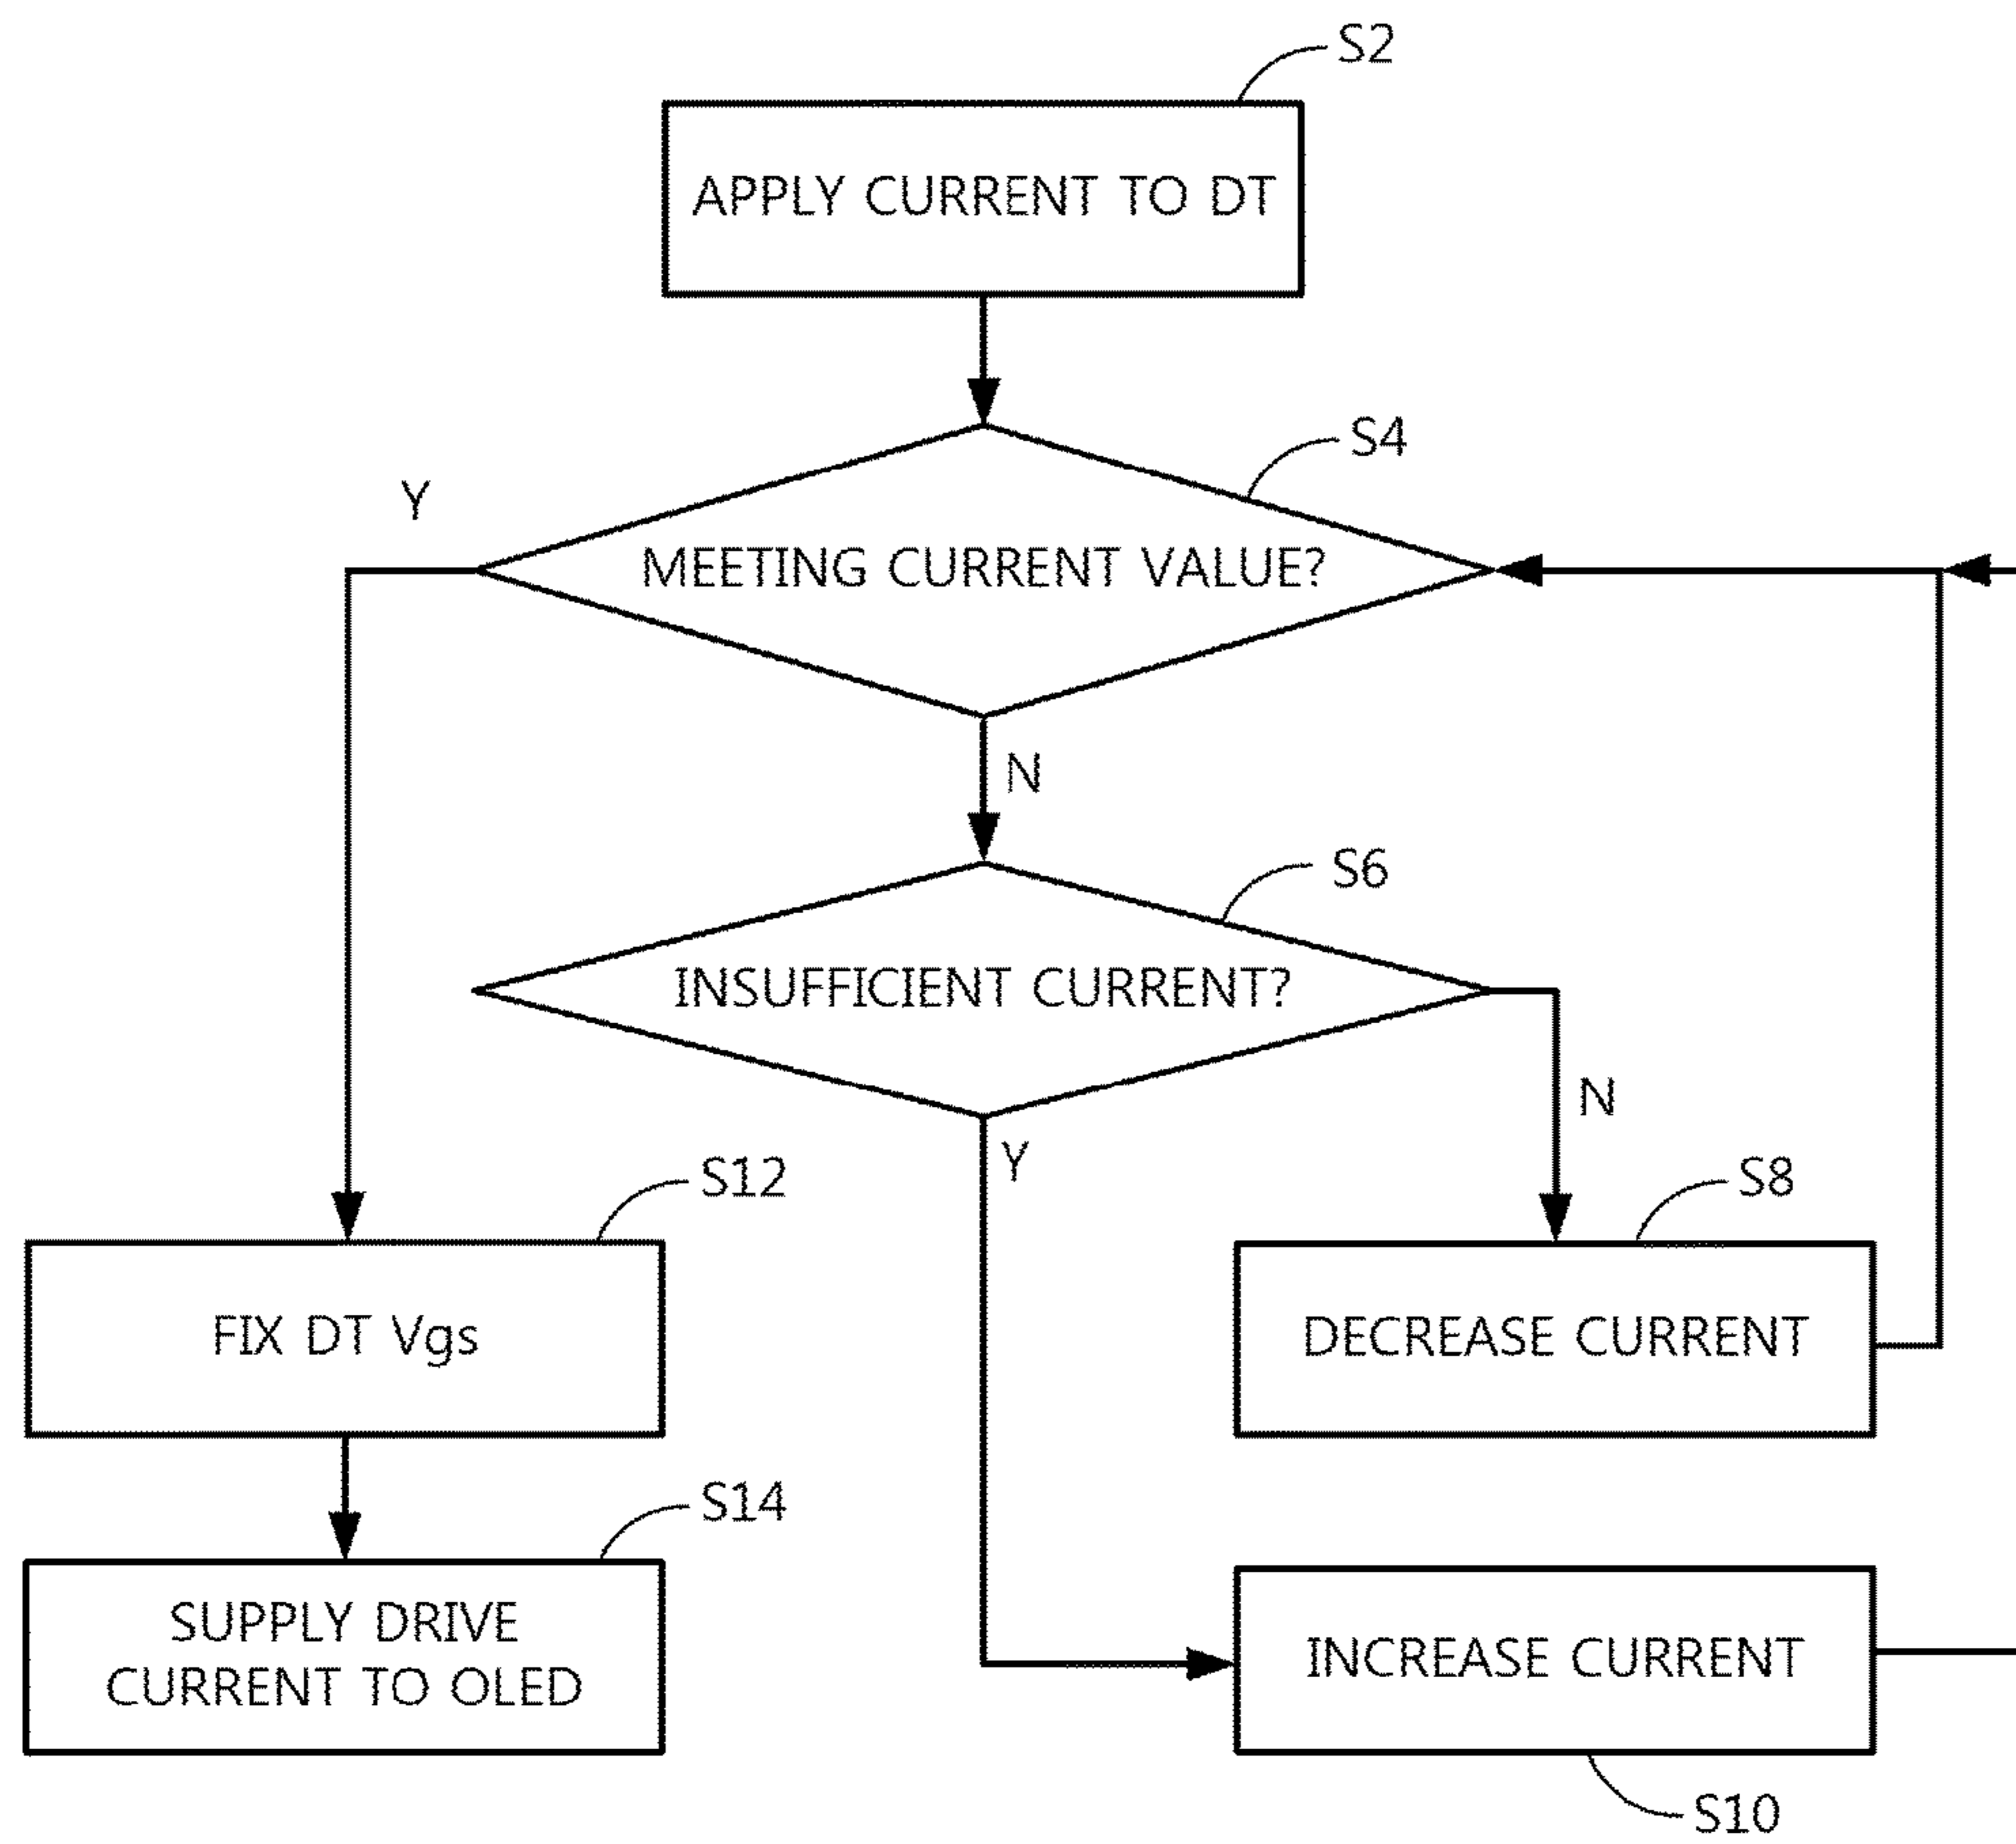 S2
APPLY CURRENT TO DT
S4
Y
MEETING CURRENT VALUE?
N
S6
INSUFFICIENT CURRENT?
N
Y
S12
S8
FIX DT Vgs
DECREASE CURRENT
S14
SUPPLY DRIVE
CURRENT TO OLED
INCREASE CURRENT
S10